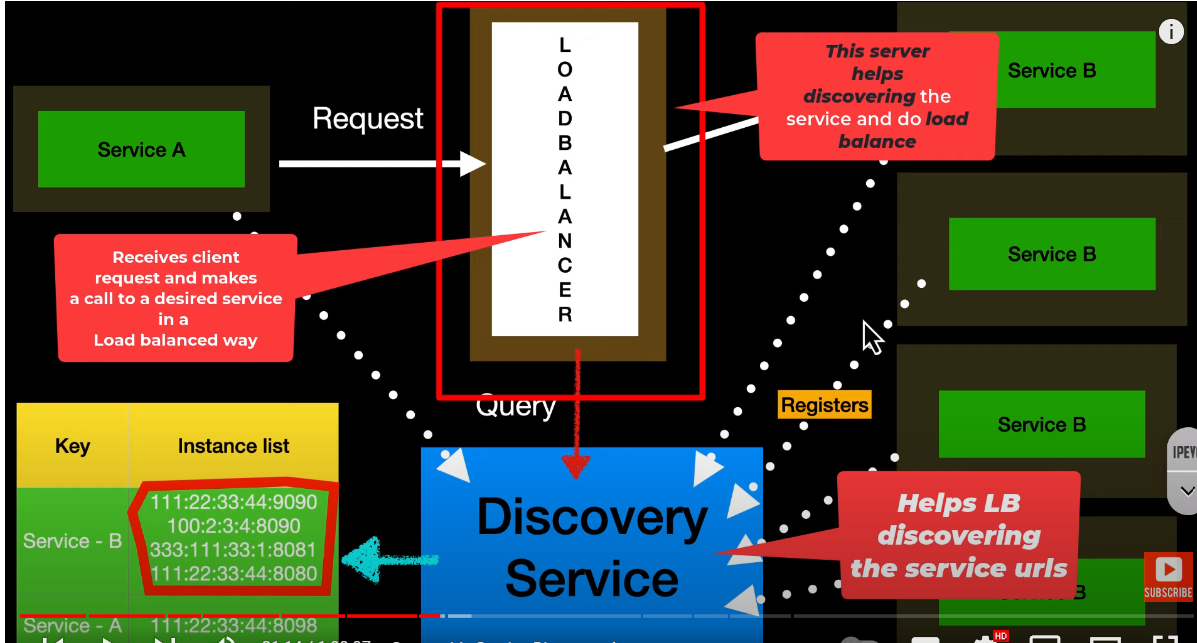 Service A
Request
L
O
A
D
B
A
L
A
N
C
E
R
This server
helps
discovering the
service and do load
balance
Service B
i
Receives client
request and makes
a call to a desired service
in a
Load balanced way
Service B
Query
Registers
Service B
IPEV
Key Instance list
Service - B
111:22:33:44:9090
100:2:3:4:8090
333:111:33:1:8081
111:22:33:44:8080
Service - A 111:22:33:44:8098
Discovery
Service
Helps LB
discovering
the service urls
B
SUBSCRIBE
HD